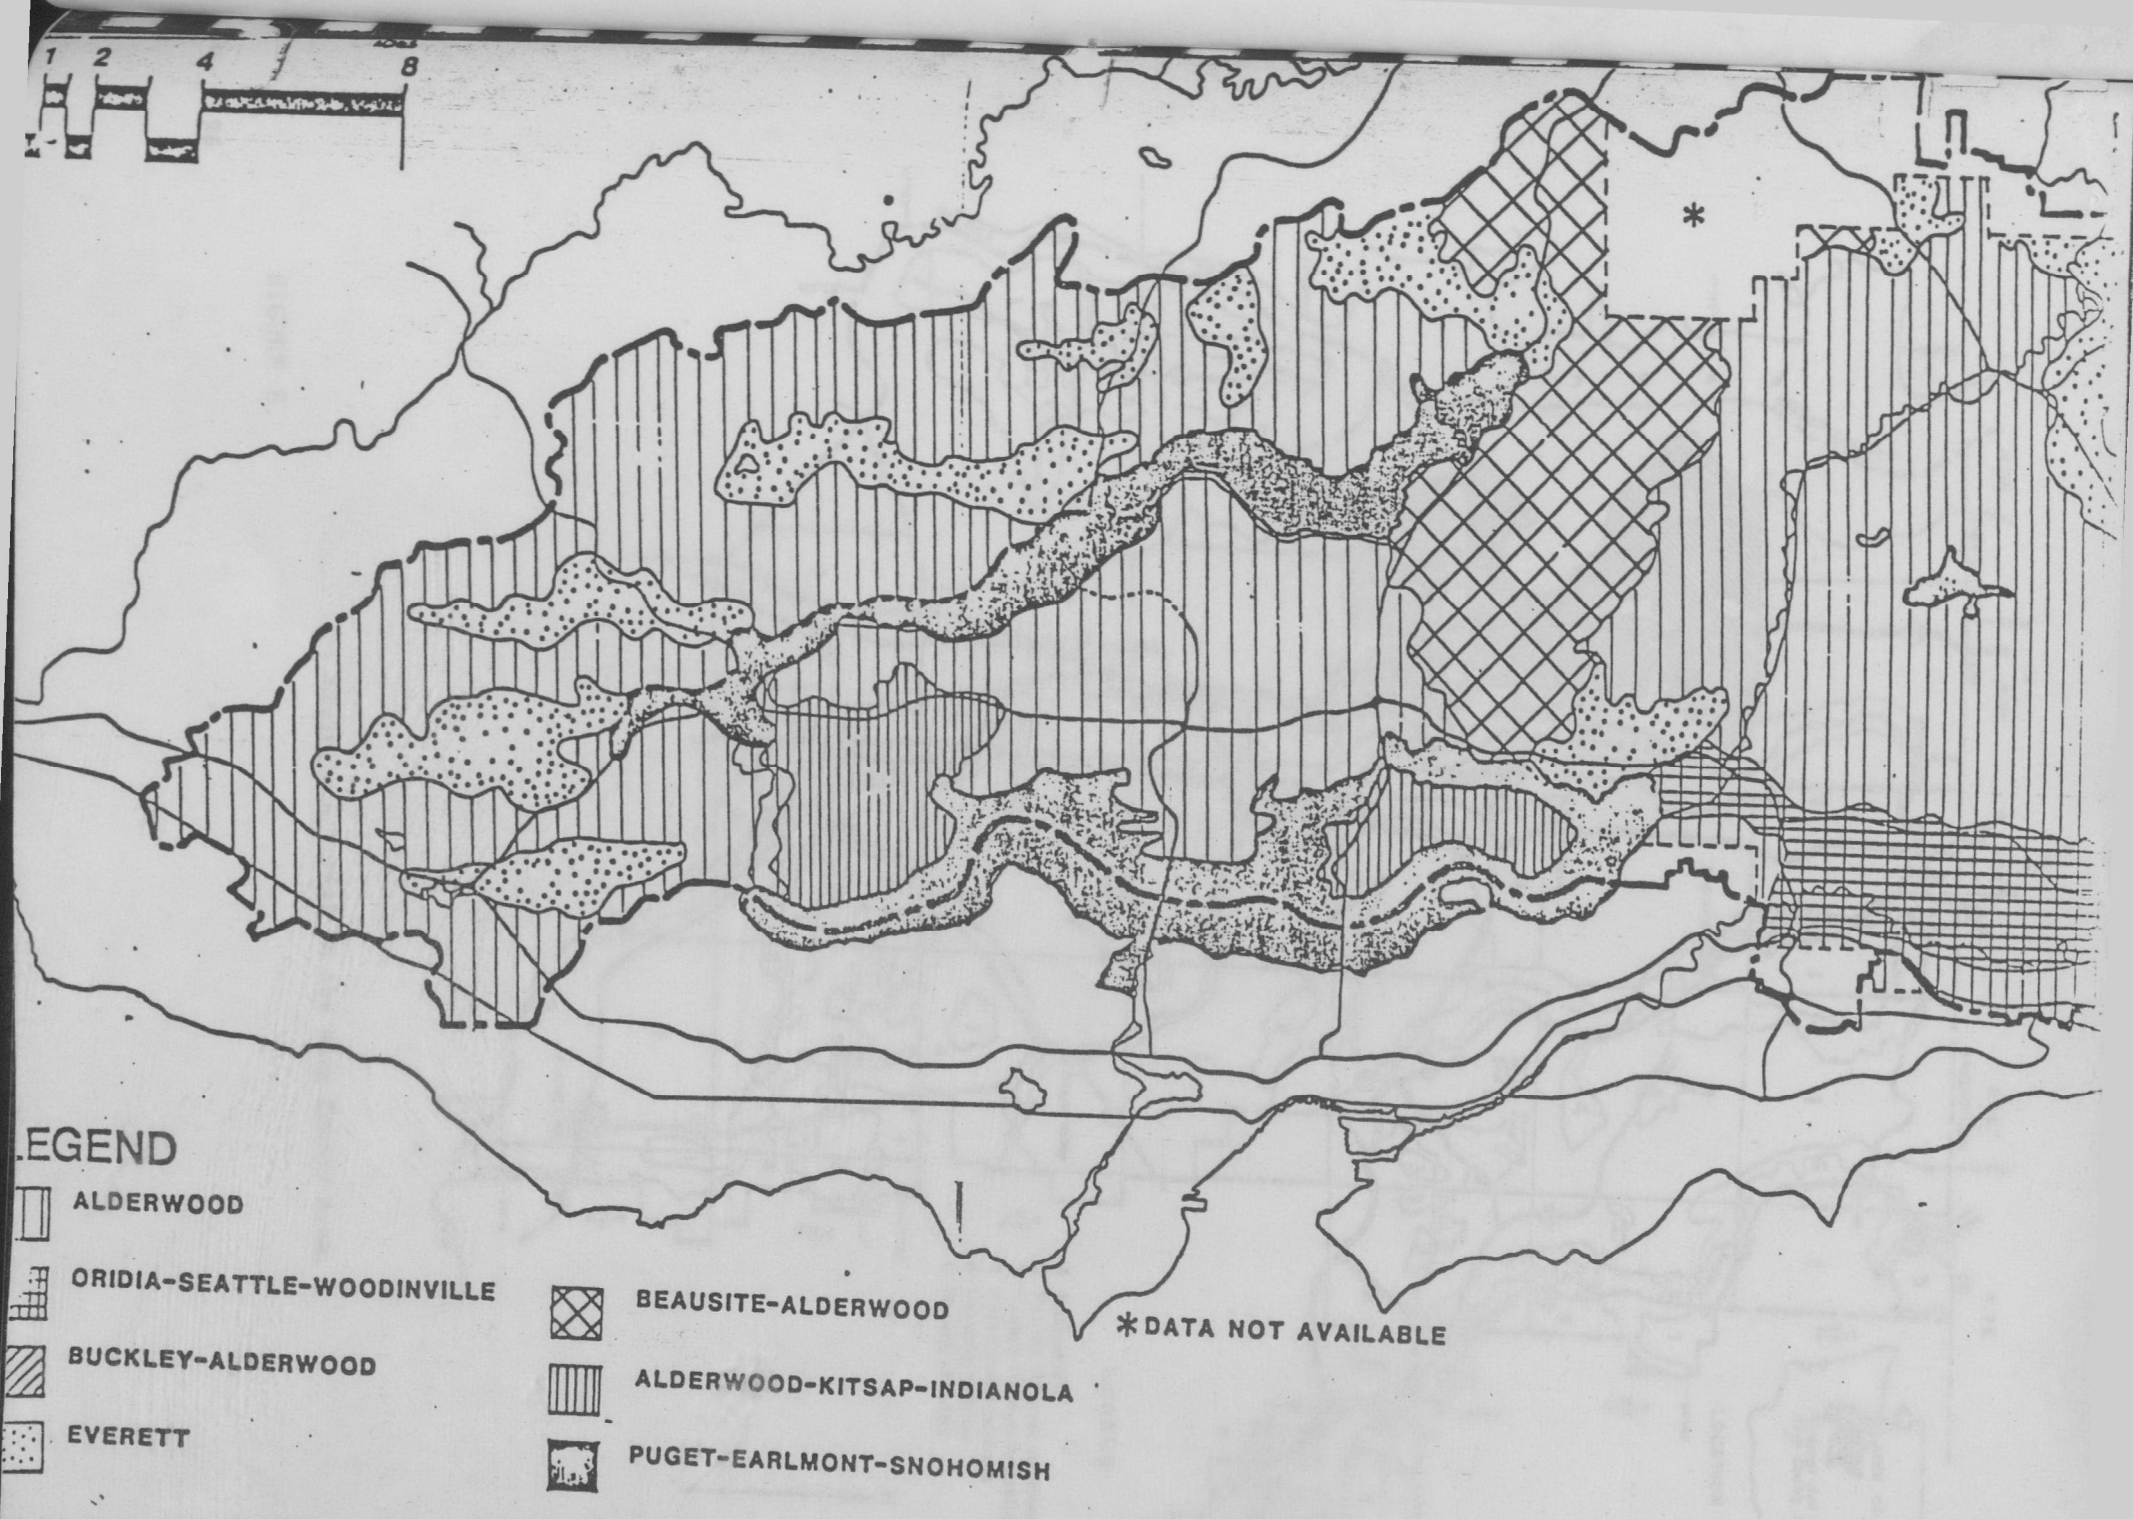 1 2 4 8
*
LEGEND
ALDERWOOD
ORIDIA-SEATTLE-WOODINVILLE
BUCKLEY-ALDERWOOD
EVERETT
BEAUSITE-ALDERWOOD
ALDERWOOD-KITSAP-INDIANOLA
PUGET-EARLMONT-SNOHOMISH
*DATA NOT AVAILABLE